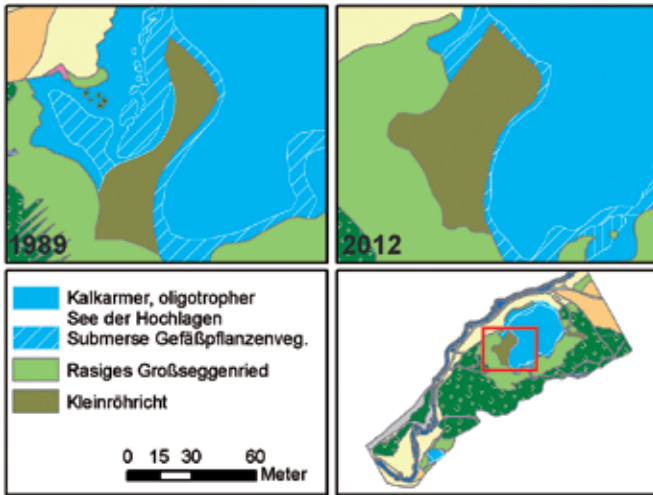 1989
2012
Kalkarmer, oligotropher
See der Hochlagen
Submerse Gefäßpflanzenveg.
Rasiges Großseggenried
Kleinröhricht
0 15 30 60
Meter